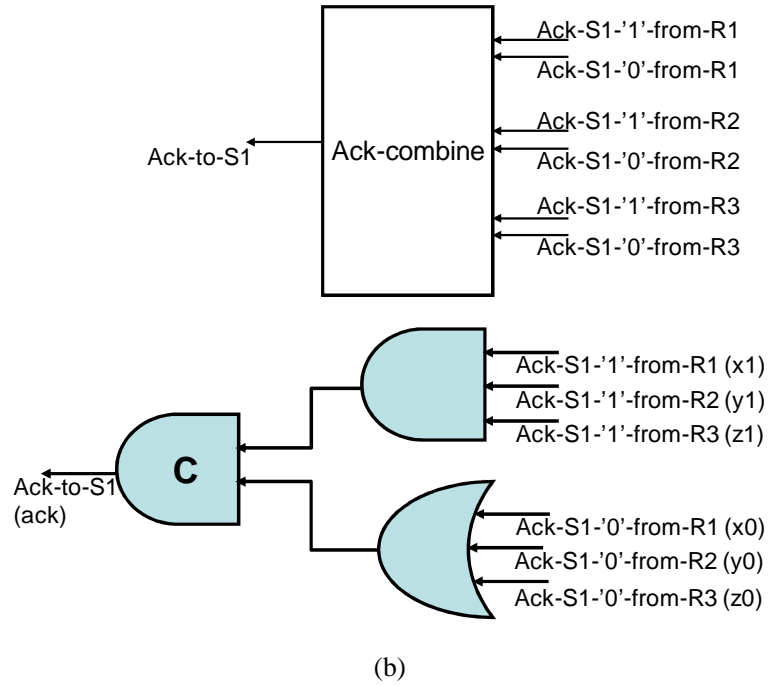 Ack-S1-'1'-from-R1
Ack-S1-'0'-from-R1
Ack-S1-'1'-from-R2
Ack-to-S1
Ack-combine
Ack-S1-'0'-from-R2
Ack-S1-'1'-from-R3
Ack-S1-'0'-from-R3
Ack-S1-'1'-from-R1 (x1)
Ack-S1-'1'-from-R2 (y1)
Ack-S1-'1'-from-R3 (z1)
C
Ack-to-S1
(ack)
Ack-S1-'0'-from-R1 (x0)
Ack-S1-'0'-from-R2 (y0)
Ack-S1-'0'-from-R3 (z0)
(b)